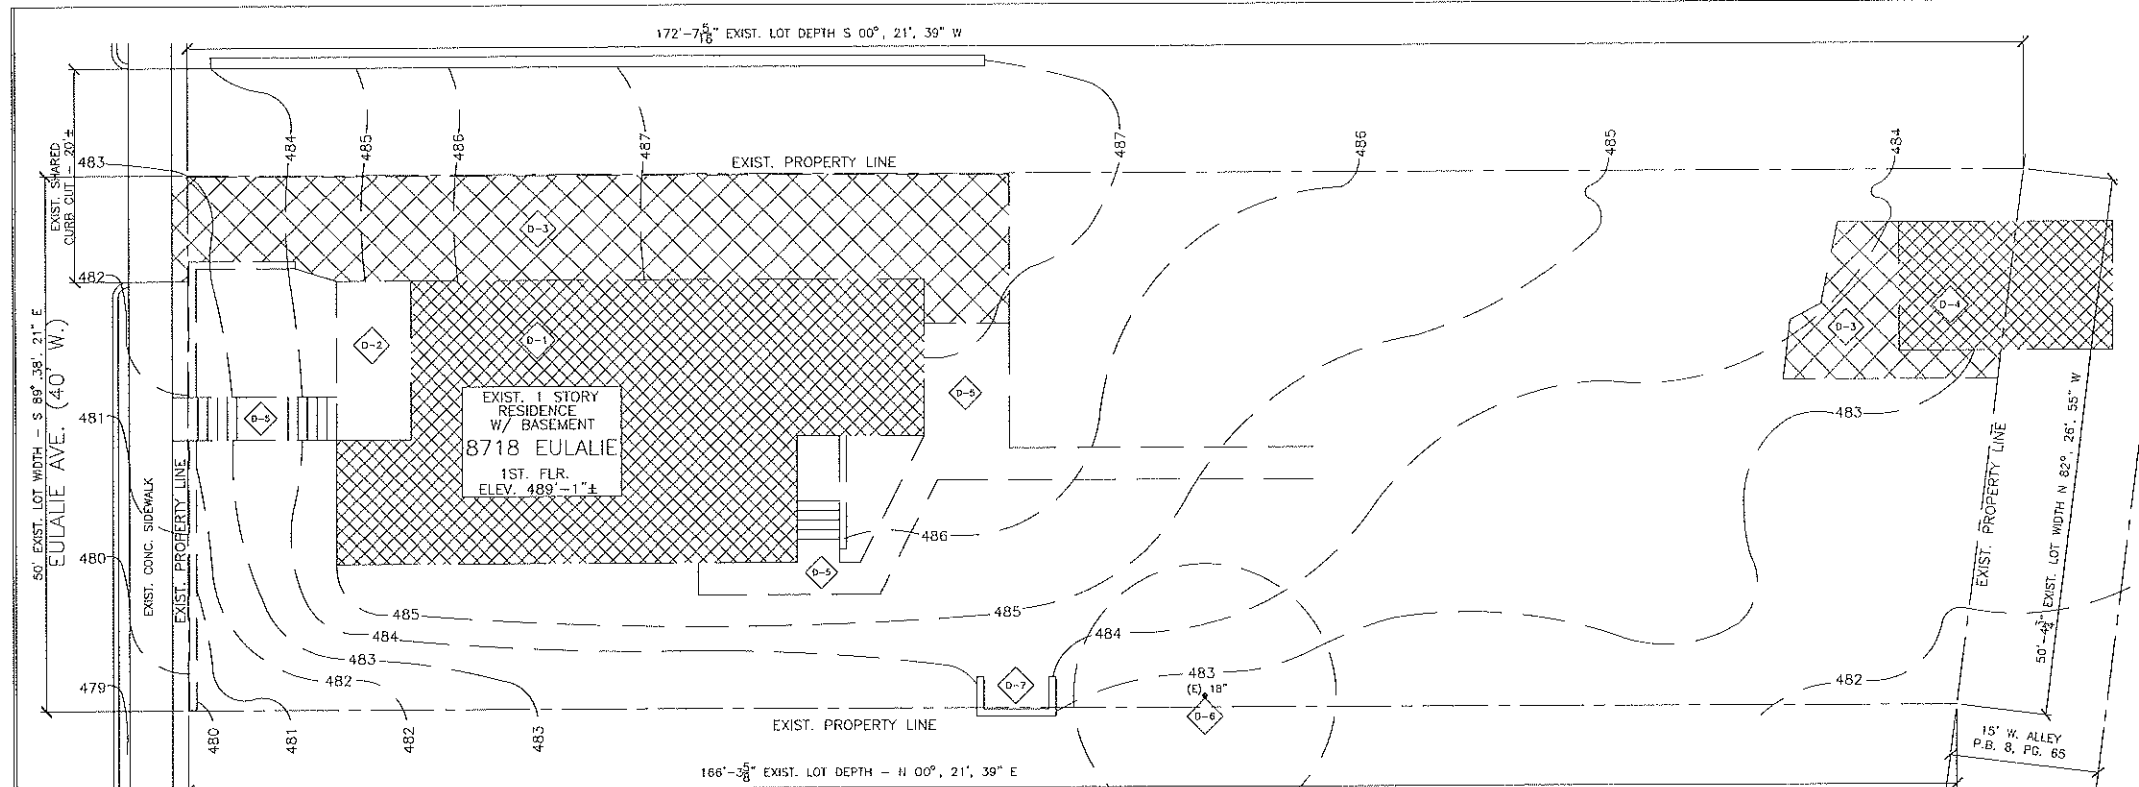 172'-7 5/16" EXIST. LOT DEPTH S 00°, 21', 39" W
EXIST. SHARED
CURB CUT - 20'±
483
484
485
486
487
EXIST. PROPERTY LINE
487
486
485
484
D-3
482
D-2
D-1
D-4
D-3
50' EXIST. LOT WIDTH - S 89°, 38', 21" E
EULALIE AVE. (40' W.)
481
D-5
EXIST. 1 STORY
RESIDENCE
W/ BASEMENT
8718 EULALIE
1ST. FLR.
ELEV. 489'-1"±
D-5
483
EXIST. CONC. SIDEWALK
EXIST. PROPERTY LINE
480
486
D-5
EXIST. PROPERTY LINE
50'-4 3/4" EXIST. LOT WIDTH N 82°, 26', 55" W
485
485
484
484
483
482
479
D-7
483
(E) 18"
D-6
482
480
481
482
483
EXIST. PROPERTY LINE
15' W. ALLEY
P.B. 8, PG. 65
166'-3 5/8" EXIST. LOT DEPTH - N 00°, 21', 39" E